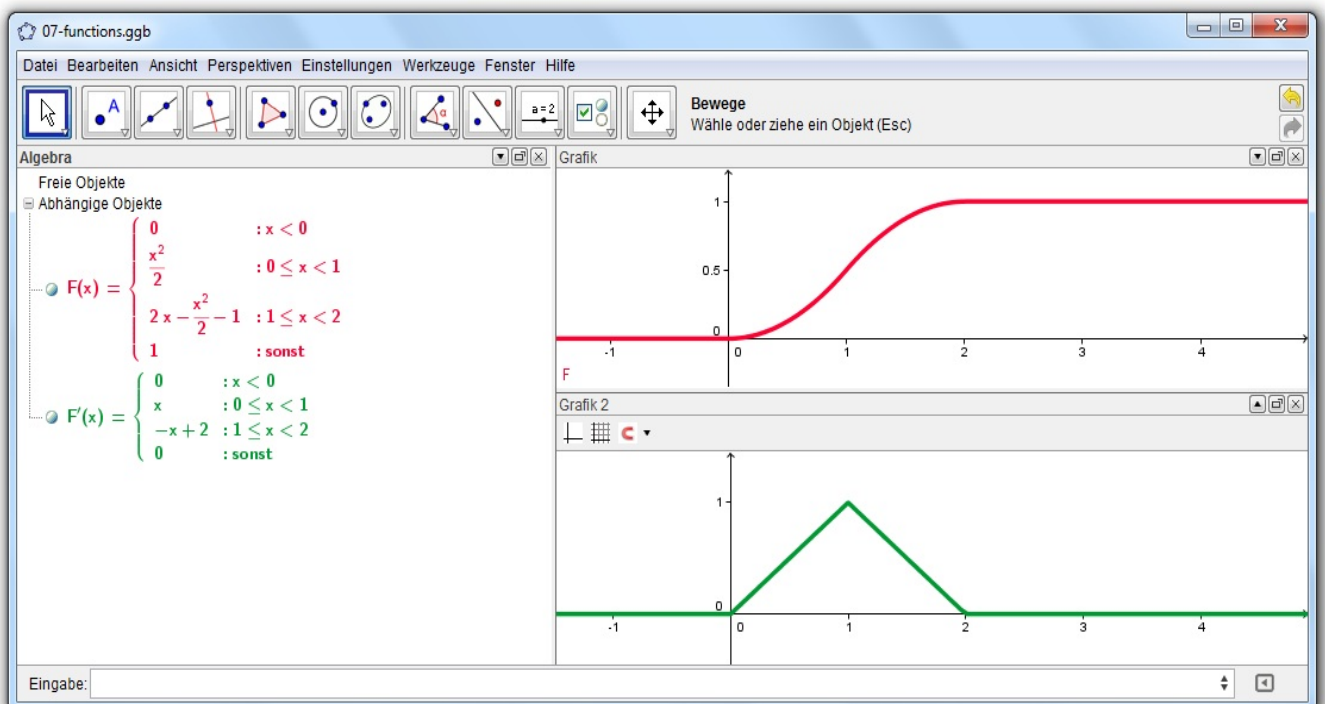 07-functions.ggb
Datei Bearbeiten Ansicht Perspektiven Einstellungen Werkzeuge Fenster Hilfe
A
α
a = 2
Bewege
Wähle oder ziehe ein Objekt (Esc)
Algebra
Freie Objekte
Abhängige Objekte
F(x) = { 0 : x < 0
x²/2 : 0 ≤ x < 1
2 x − x²/2 − 1 : 1 ≤ x < 2
1 : sonst
F′(x) = { 0 : x < 0
x : 0 ≤ x < 1
−x + 2 : 1 ≤ x < 2
0 : sonst
Grafik
1
0.5
0
-1 0 1 2 3 4
F
Grafik 2
1
0
-1 0 1 2 3 4
Eingabe: